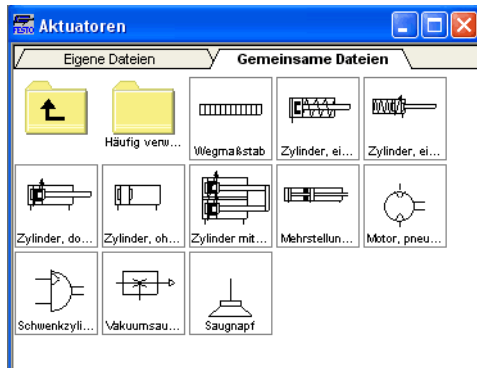 FESTO Aktuatoren
Eigene Dateien Gemeinsame Dateien
Häufig verw...
Wegmaßstab
Zylinder, ei...
Zylinder, ei...
Zylinder, do...
Zylinder, oh...
Zylinder mit...
Mehrstellun...
Motor, pneu...
Schwenkzyli...
Vakuumsau...
Saugnapf